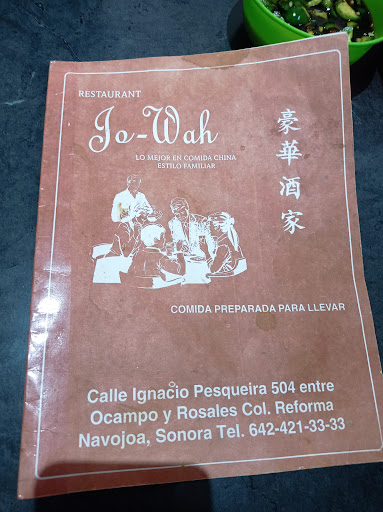 RESTAURANT
Jo-Wah
LO MEJOR EN COMIDA CHINA
ESTILO FAMILIAR
豪華酒家
COMIDA PREPARADA PARA LLEVAR
Calle Ignacio Pesqueira 504 entre
Ocampo y Rosales Col. Reforma
Navojoa, Sonora Tel. 642-421-33-33